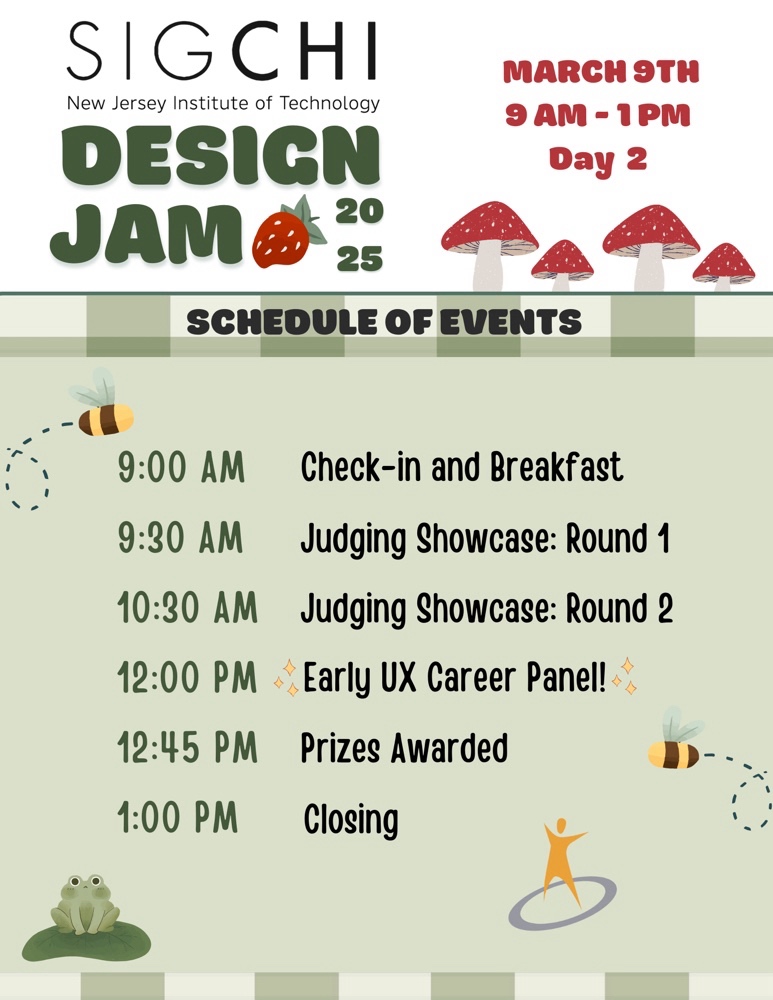 SIGCHI
New Jersey Institute of Technology
DESIGN
JAM 20
25
MARCH 9TH
9 AM - 1 PM
Day 2
SCHEDULE OF EVENTS
9:00 AM Check-in and Breakfast
9:30 AM Judging Showcase: Round 1
10:30 AM Judging Showcase: Round 2
12:00 PM ✨Early UX Career Panel!✨
12:45 PM Prizes Awarded
1:00 PM Closing